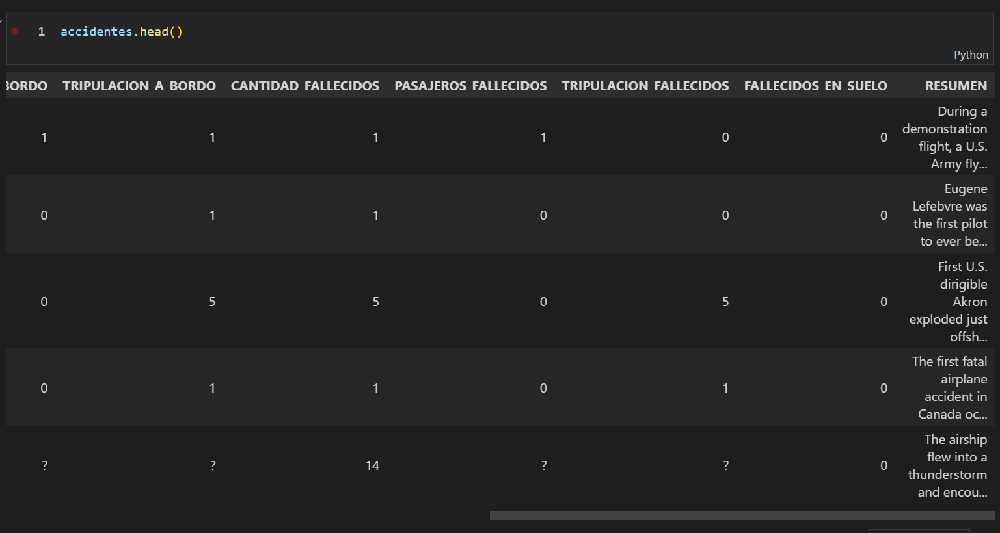 1 accidentes.head()
Python
BORDO TRIPULACION_A_BORDO CANTIDAD_FALLECIDOS PASAJEROS_FALLECIDOS TRIPULACION_FALLECIDOS FALLECIDOS_EN_SUELO RESUMEN
1 1 1 1 0 0 During a
demonstration
flight, a U.S.
Army fly...
0 1 1 0 0 0 Eugene
Lefebvre was
the first pilot
to ever be...
0 5 5 0 5 0 First U.S.
dirigible
Akron
exploded just
offsh...
0 1 1 0 1 0 The first fatal
airplane
accident in
Canada oc...
? ? 14 ? ? 0 The airship
flew into a
thunderstorm
and encou...